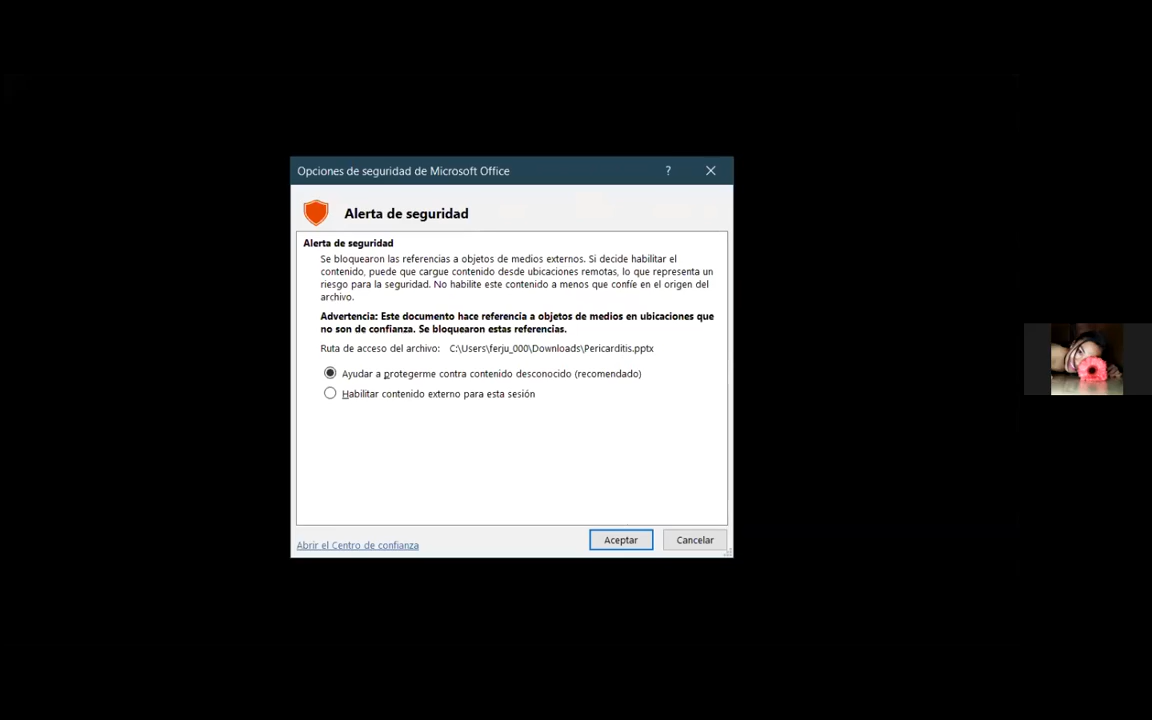 Opciones de seguridad de Microsoft Office
?
Alerta de seguridad
Alerta de seguridad
Se bloquearon las referencias a objetos de medios externos. Si decide habilitar el
contenido, puede que cargue contenido desde ubicaciones remotas, lo que representa un
riesgo para la seguridad. No habilite este contenido a menos que confíe en el origen del
archivo.
Advertencia: Este documento hace referencia a objetos de medios en ubicaciones que
no son de confianza. Se bloquearon estas referencias.
Ruta de acceso del archivo: C:\Users\ferju_000\Downloads\Pericarditis.pptx
Ayudar a protegerme contra contenido desconocido (recomendado)
Habilitar contenido externo para esta sesión
Abrir el Centro de confianza
Aceptar
Cancelar